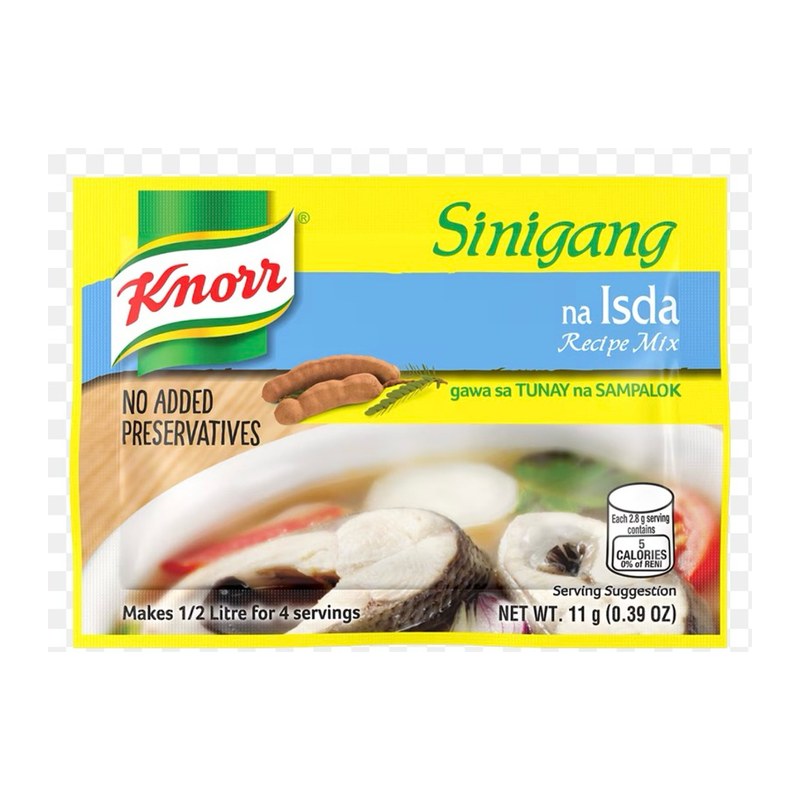 Knorr®
Sinigang
na Isda
Recipe Mix
gawa sa TUNAY na SAMPALOK
NO ADDED
PRESERVATIVES
Each 2.8 g serving
contains
5
CALORIES
0% of RENI
Serving Suggestion
Makes 1/2 Litre for 4 servings
NET WT. 11 g (0.39 OZ)